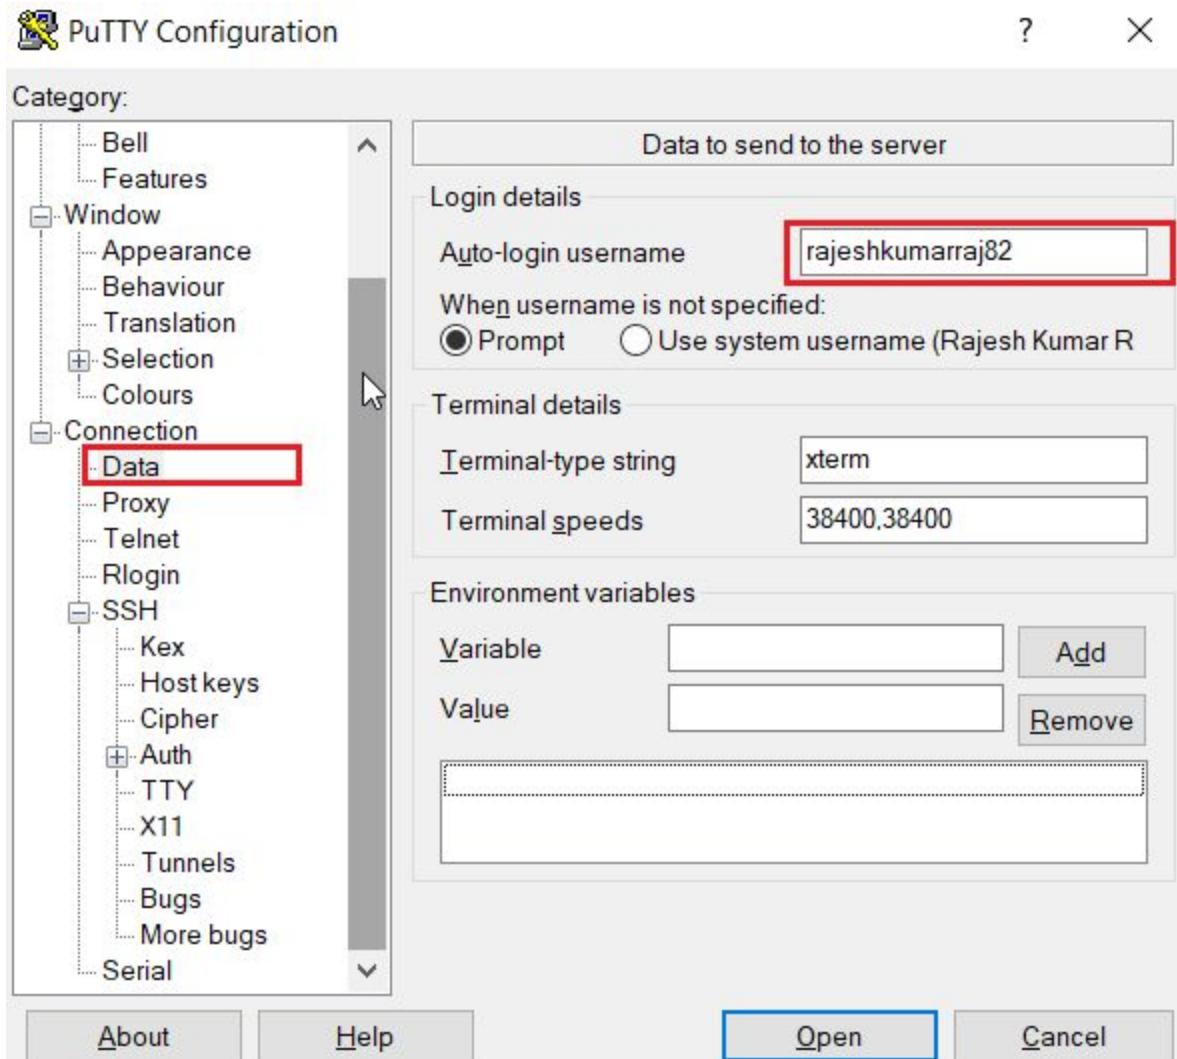 PuTTY Configuration
?
Category:
Bell
Features
Window
Appearance
Behaviour
Translation
Selection
Colours
Connection
Data
Proxy
Telnet
Rlogin
SSH
Kex
Host keys
Cipher
Auth
TTY
X11
Tunnels
Bugs
More bugs
Serial
Data to send to the server
Login details
Auto-login username rajeshkumarraj82
When username is not specified:
Prompt Use system username (Rajesh Kumar R
Terminal details
Terminal-type string xterm
Terminal speeds 38400,38400
Environment variables
Variable Add
Value Remove
About Help Open Cancel